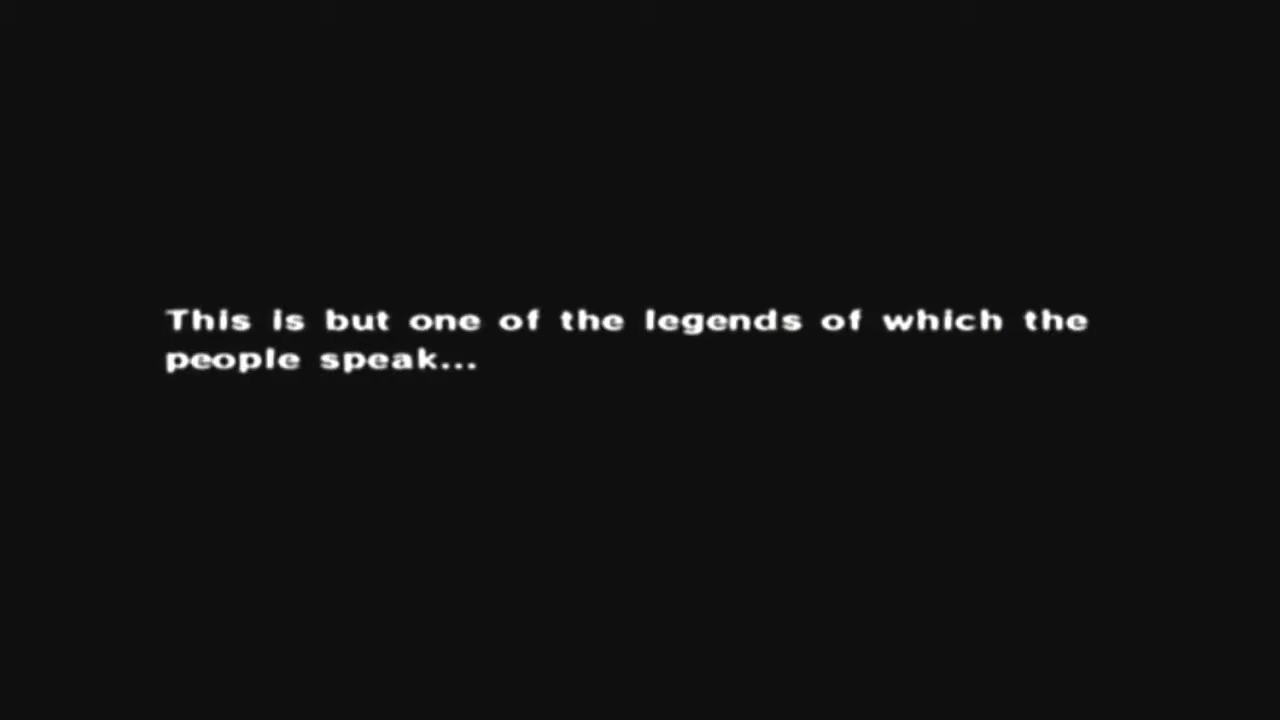 This is but one of the legends of which the
people speak...